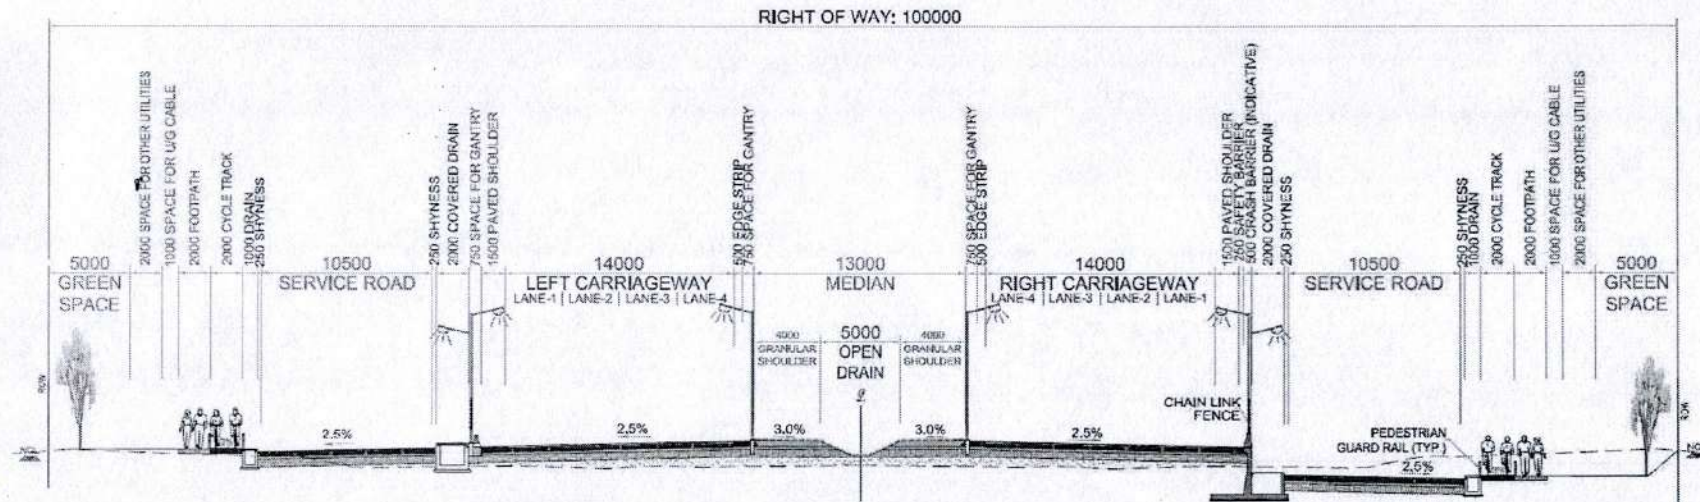 RIGHT OF WAY: 100000
2000 SPACE FOR OTHER UTILITIES
1000 SPACE FOR U/G CABLE
2000 FOOTPATH
2000 CYCLE TRACK
1000 DRAIN
250 SHYNESS
250 SHYNESS
2000 COVERED DRAIN
750 SPACE FOR GANTRY
1500 PAVED SHOULDER
500 EDGE STRIP
750 SPACE FOR GANTRY
750 SPACE FOR GANTRY
500 EDGE STRIP
1500 PAVED SHOULDER
250 SAFETY BARRIER
500 CRASH BARRIER (INDICATIVE)
2000 COVERED DRAIN
250 SHYNESS
250 SHYNESS
1000 DRAIN
2000 CYCLE TRACK
2000 FOOTPATH
1000 SPACE FOR U/G CABLE
2000 SPACE FOR OTHER UTILITIES
5000 10500 14000 13000 14000 10500 5000
GREEN SPACE
SERVICE ROAD
LEFT CARRIAGEWAY
LANE-1 | LANE-2 | LANE-3 | LANE-4
MEDIAN
RIGHT CARRIAGEWAY
LANE-4 | LANE-3 | LANE-2 | LANE-1
SERVICE ROAD
GREEN SPACE
4000
GRANULAR SHOULDER
5000
OPEN DRAIN
4000
GRANULAR SHOULDER
CHAIN LINK FENCE
PEDESTRIAN GUARD RAIL (TYP.)
ROW
ROW
2.5% 2.5% 3.0% 3.0% 2.5% 2.5%